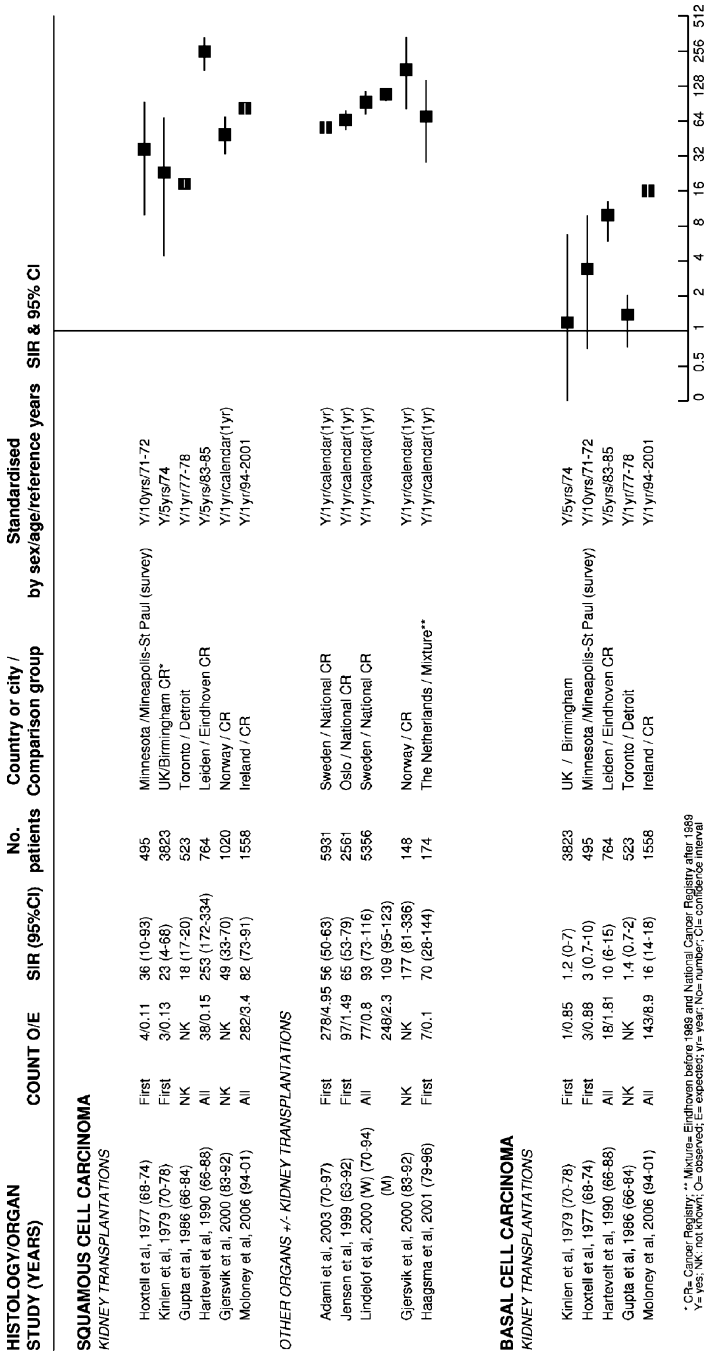 HISTOLOGY/ORGAN STUDY (YEARS) COUNT O/E SIR (95%CI) No. patients Country or city / Comparison group Standardised by sex/age/reference years SIR & 95% CI
SQUAMOUS CELL CARCINOMA
KIDNEY TRANSPLANTATIONS
Hoxtell et al, 1977 (68-74) First 4/0.11 36 (10-93) 495 Minnesota /Mineapolis-St Paul (survey) Y/10yrs/71-72
Kinlen et al, 1979 (70-78) First 3/0.13 23 (4-68) 3823 UK/Birmingham CR* Y/5yrs/74
Gupta et al, 1986 (66-84) NK NK 18 (17-20) 523 Toronto / Detroit Y/1yr/77-78
Hartevelt et al, 1990 (66-88) All 38/0.15 253 (172-334) 764 Leiden / Eindhoven CR Y/5yrs/83-85
Gjersvik et al, 2000 (83-92) NK NK 49 (33-70) 1020 Norway / CR Y/1yr/calendar(1yr)
Moloney et al, 2006 (94-01) All 282/3.4 82 (73-91) 1558 Ireland / CR Y/1yr/94-2001
OTHER ORGANS +/- KIDNEY TRANSPLANTATIONS
Adami et al, 2003 (70-97) First 278/4.95 56 (50-63) 5931 Sweden / National CR Y/1yr/calendar(1yr)
Jensen et al, 1999 (63-92) First 97/1.49 65 (53-79) 2561 Oslo / National CR Y/1yr/calendar(1yr)
Lindelof et al, 2000 (W) (70-94) All 77/0.8 93 (73-116) 5356 Sweden / National CR Y/1yr/calendar(1yr)
(M) 248/2.3 109 (95-123)
Gjersvik et al, 2000 (83-92) NK NK 177 (81-336) 148 Norway / CR Y/1yr/calendar(1yr)
Haagsma et al, 2001 (79-96) First 7/0.1 70 (28-144) 174 The Netherlands / Mixture** Y/1yr/calendar(1yr)
BASAL CELL CARCINOMA
KIDNEY TRANSPLANTATIONS
Kinlen et al, 1979 (70-78) First 1/0.85 1.2 (0-7) 3823 UK / Birmingham Y/5yrs/74
Hoxtell et al, 1977 (68-74) First 3/0.88 3 (0.7-10) 495 Minnesota /Mineapolis-St Paul (survey) Y/10yrs/71-72
Hartevelt et al, 1990 (66-88) All 18/1.81 10 (6-15) 764 Leiden / Eindhoven CR Y/5yrs/83-85
Gupta et al, 1986 (66-84) NK NK 1.4 (0.7-2) 523 Toronto / Detroit Y/1yr/77-78
Moloney et al, 2006 (94-01) All 143/8.9 16 (14-18) 1558 Ireland / CR Y/1yr/94-2001
0 0.5 1 2 4 8 16 32 64 128 256 512
* CR= Cancer Registry; ** Mixture= Eindhoven before 1989 and National Cancer Registry after 1989
Y= yes; NK: not known; O= observed; E= expected; yr= year; No= number; CI= confidence interval